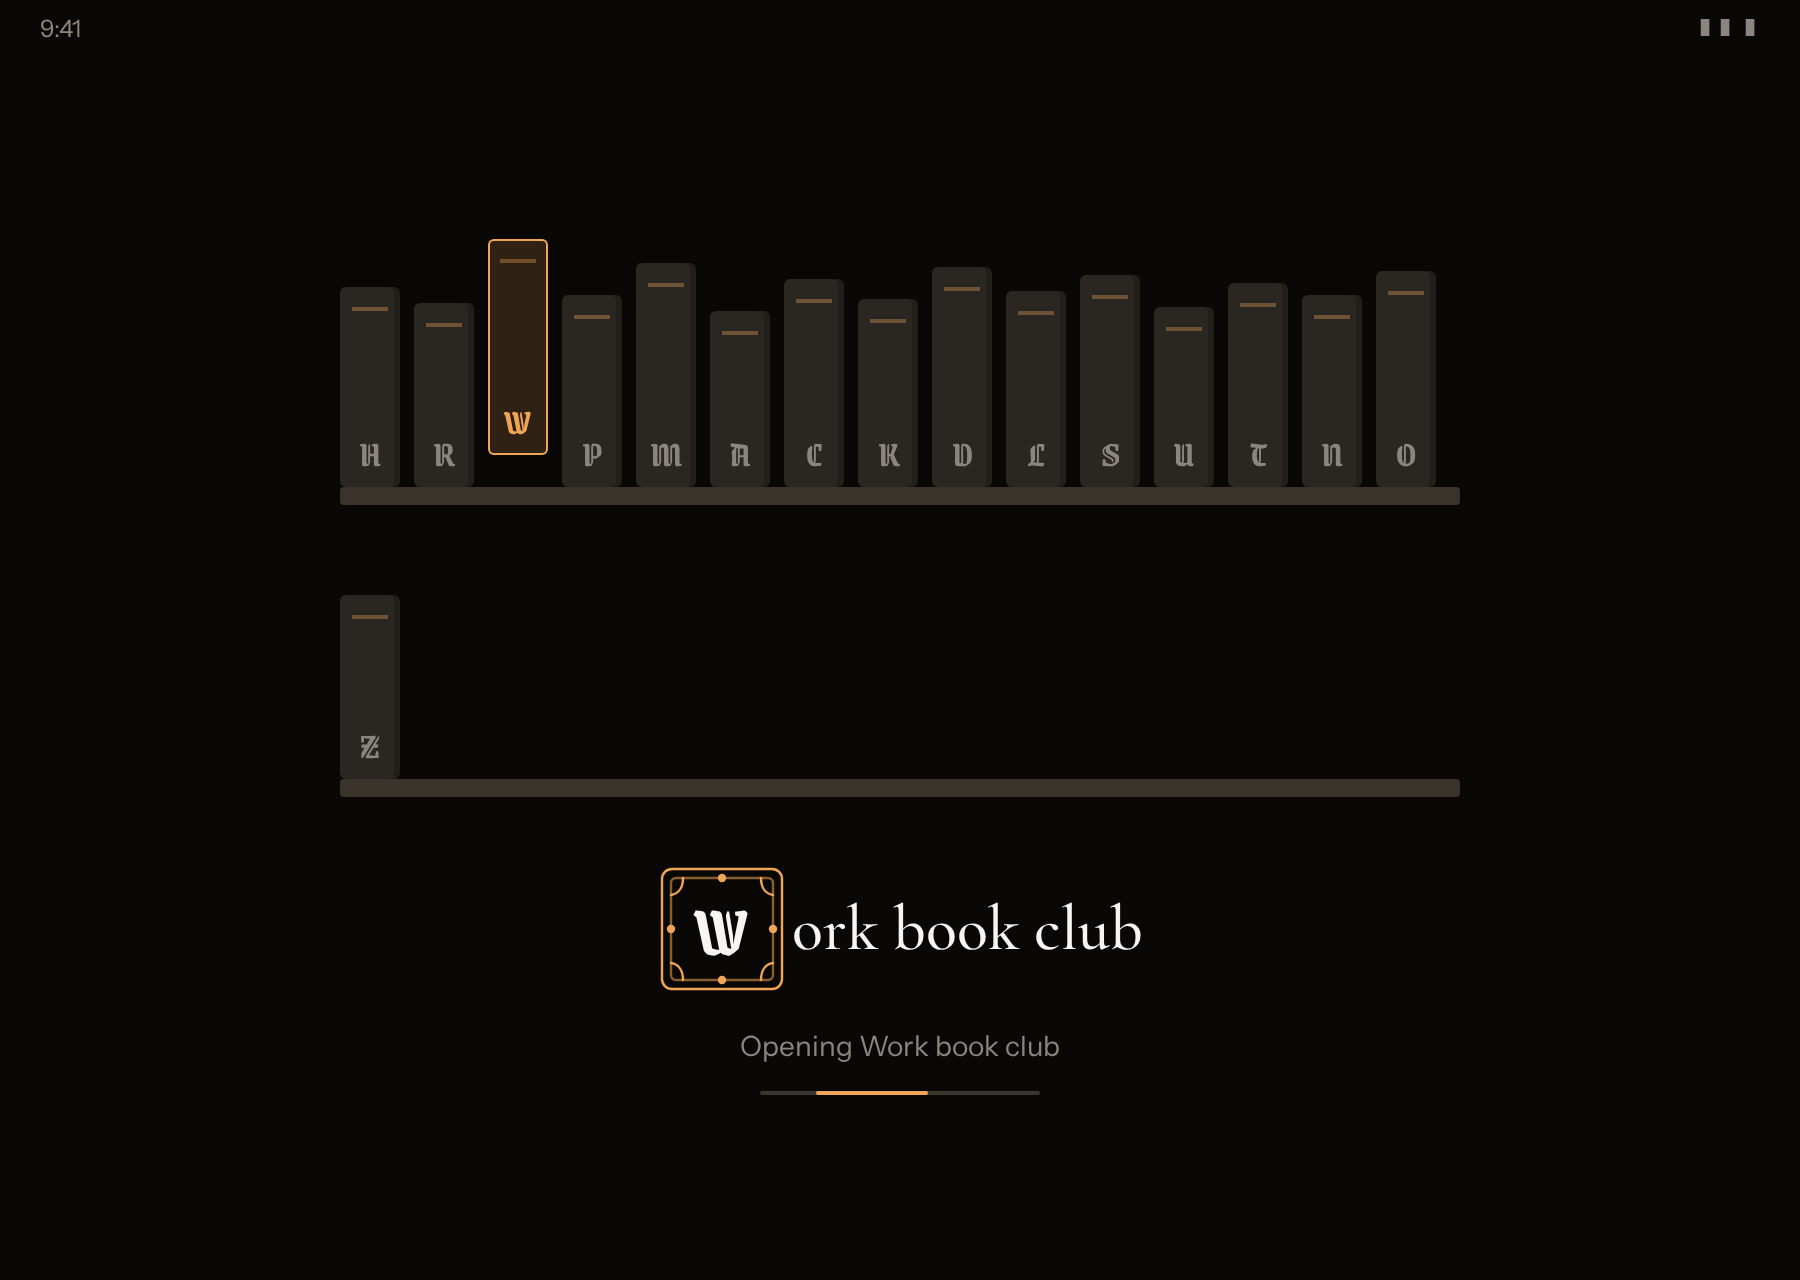 9:41
H R W P M A C K D L S U T N O
Z
Work book club
Opening Work book club